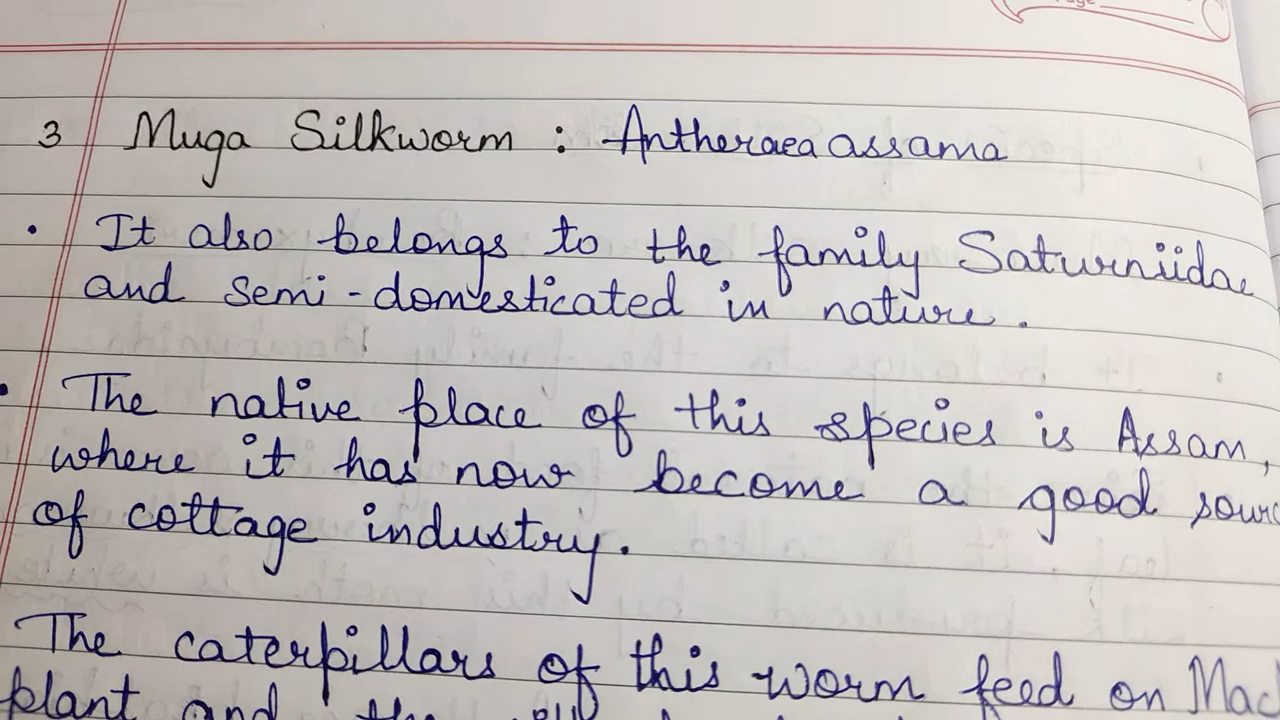 3 Muga Silkworm : Antheraea assama
• It also belongs to the family Saturniidae
and semi-domesticated in nature.
• The native place of this species is Assam,
where it has now become a good
of cottage industry.
The caterpillars of this worm feed on
plant and the